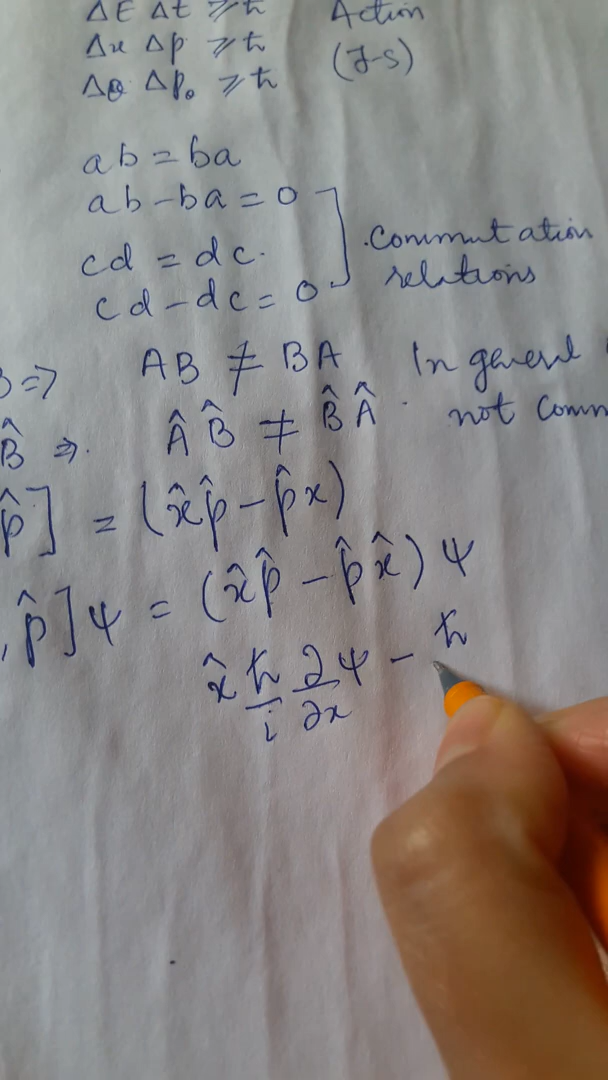 ΔE Δt ⩾ ħ Action
Δx Δp ⩾ ħ (J-S)
Δθ Δpθ ⩾ ħ
ab = ba
ab - ba = 0
cd = dc.
cd - dc = 0
Commutation
relations
B => AB ≠ BA In general
B̂ => Â B̂ ≠ B̂ Â . not comm
p̂] = (x̂p̂ - p̂x)
, p̂]ψ = (x̂p̂ - p̂x̂)ψ
x̂ ħ/i ∂/∂x ψ - ħ